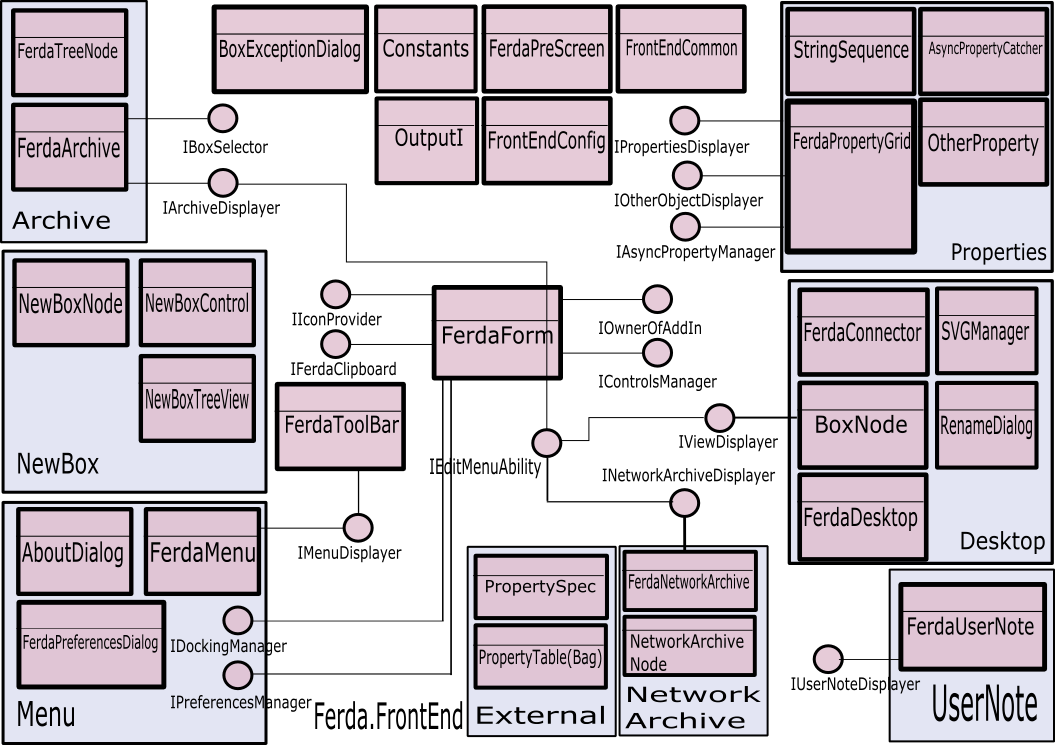 FerdaTreeNode
FerdaArchive
Archive
IBoxSelector
IArchiveDisplayer
BoxExceptionDialog
Constants
FerdaPreScreen
FrontEndCommon
OutputI
FrontEndConfig
IPropertiesDisplayer
IOtherObjectDisplayer
IAsyncPropertyManager
StringSequence
AsyncPropertyCatcher
FerdaPropertyGrid
OtherProperty
Properties
NewBoxNode
NewBoxControl
NewBoxTreeView
NewBox
IIconProvider
IFerdaClipboard
FerdaForm
IOwnerOfAddIn
IControlsManager
FerdaToolBar
IEditMenuAbility
IViewDisplayer
INetworkArchiveDisplayer
FerdaConnector
SVGManager
BoxNode
RenameDialog
FerdaDesktop
Desktop
AboutDialog
FerdaMenu
IMenuDisplayer
FerdaPreferencesDialog
IDockingManager
IPreferencesManager
Menu
Ferda.FrontEnd
PropertySpec
PropertyTable(Bag)
External
FerdaNetworkArchive
NetworkArchive
Node
Network
Archive
FerdaUserNote
IUserNoteDisplayer
UserNote